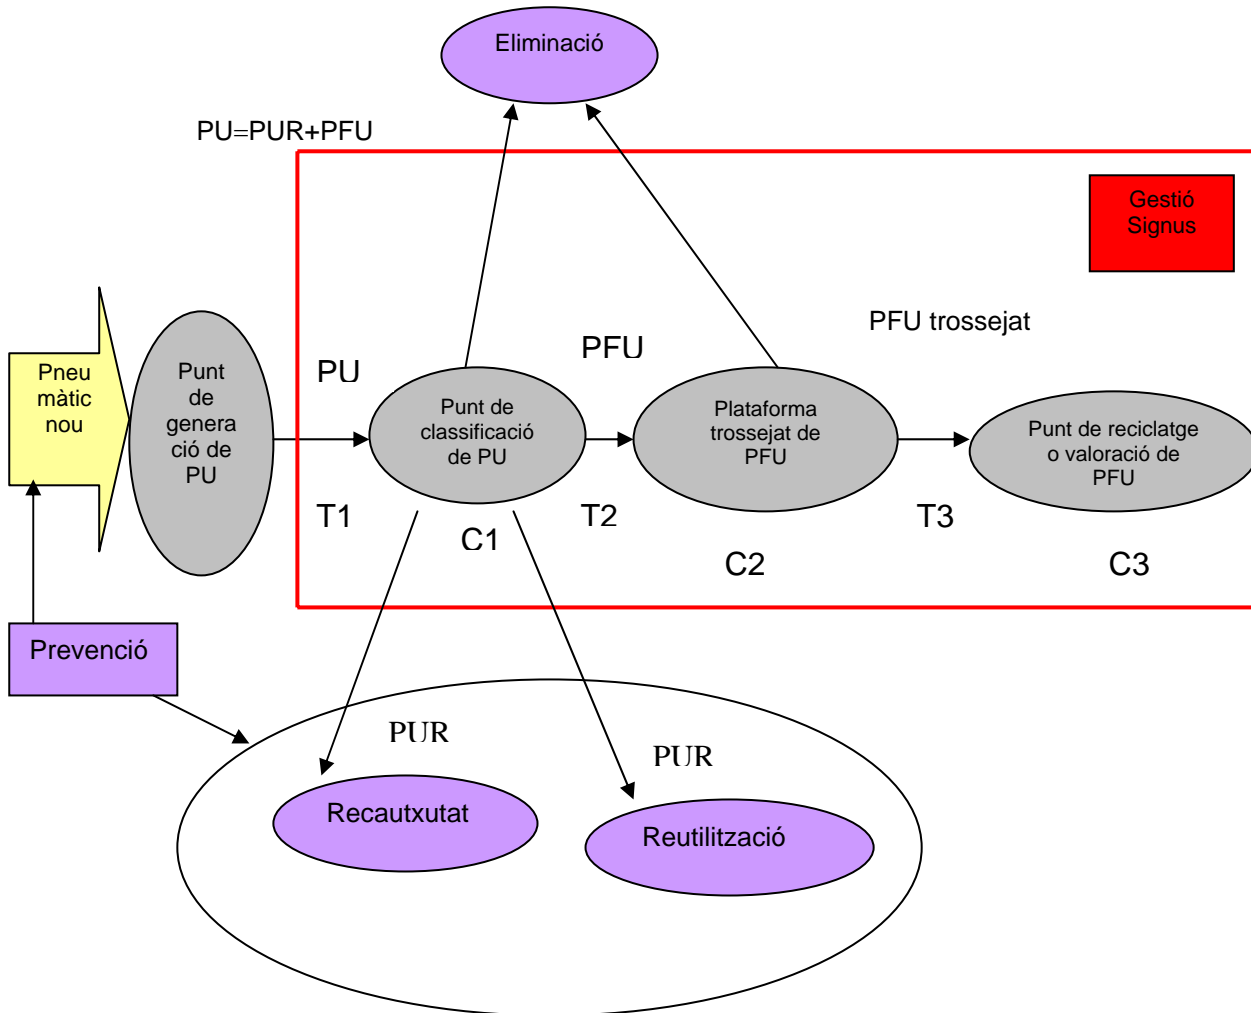 Eliminació
PU=PUR+PFU
Gestió
Signus
PFU trossejat
PFU
PU
Pneu
màtic
nou
Punt
de
genera
ció de
PU
Punt de
classificació
de PU
Plataforma
trossejat de
PFU
Punt de reciclatge
o valoració de
PFU
T1
C1
T2
C2
T3
C3
Prevenció
PUR
PUR
Recautxutat
Reutilització